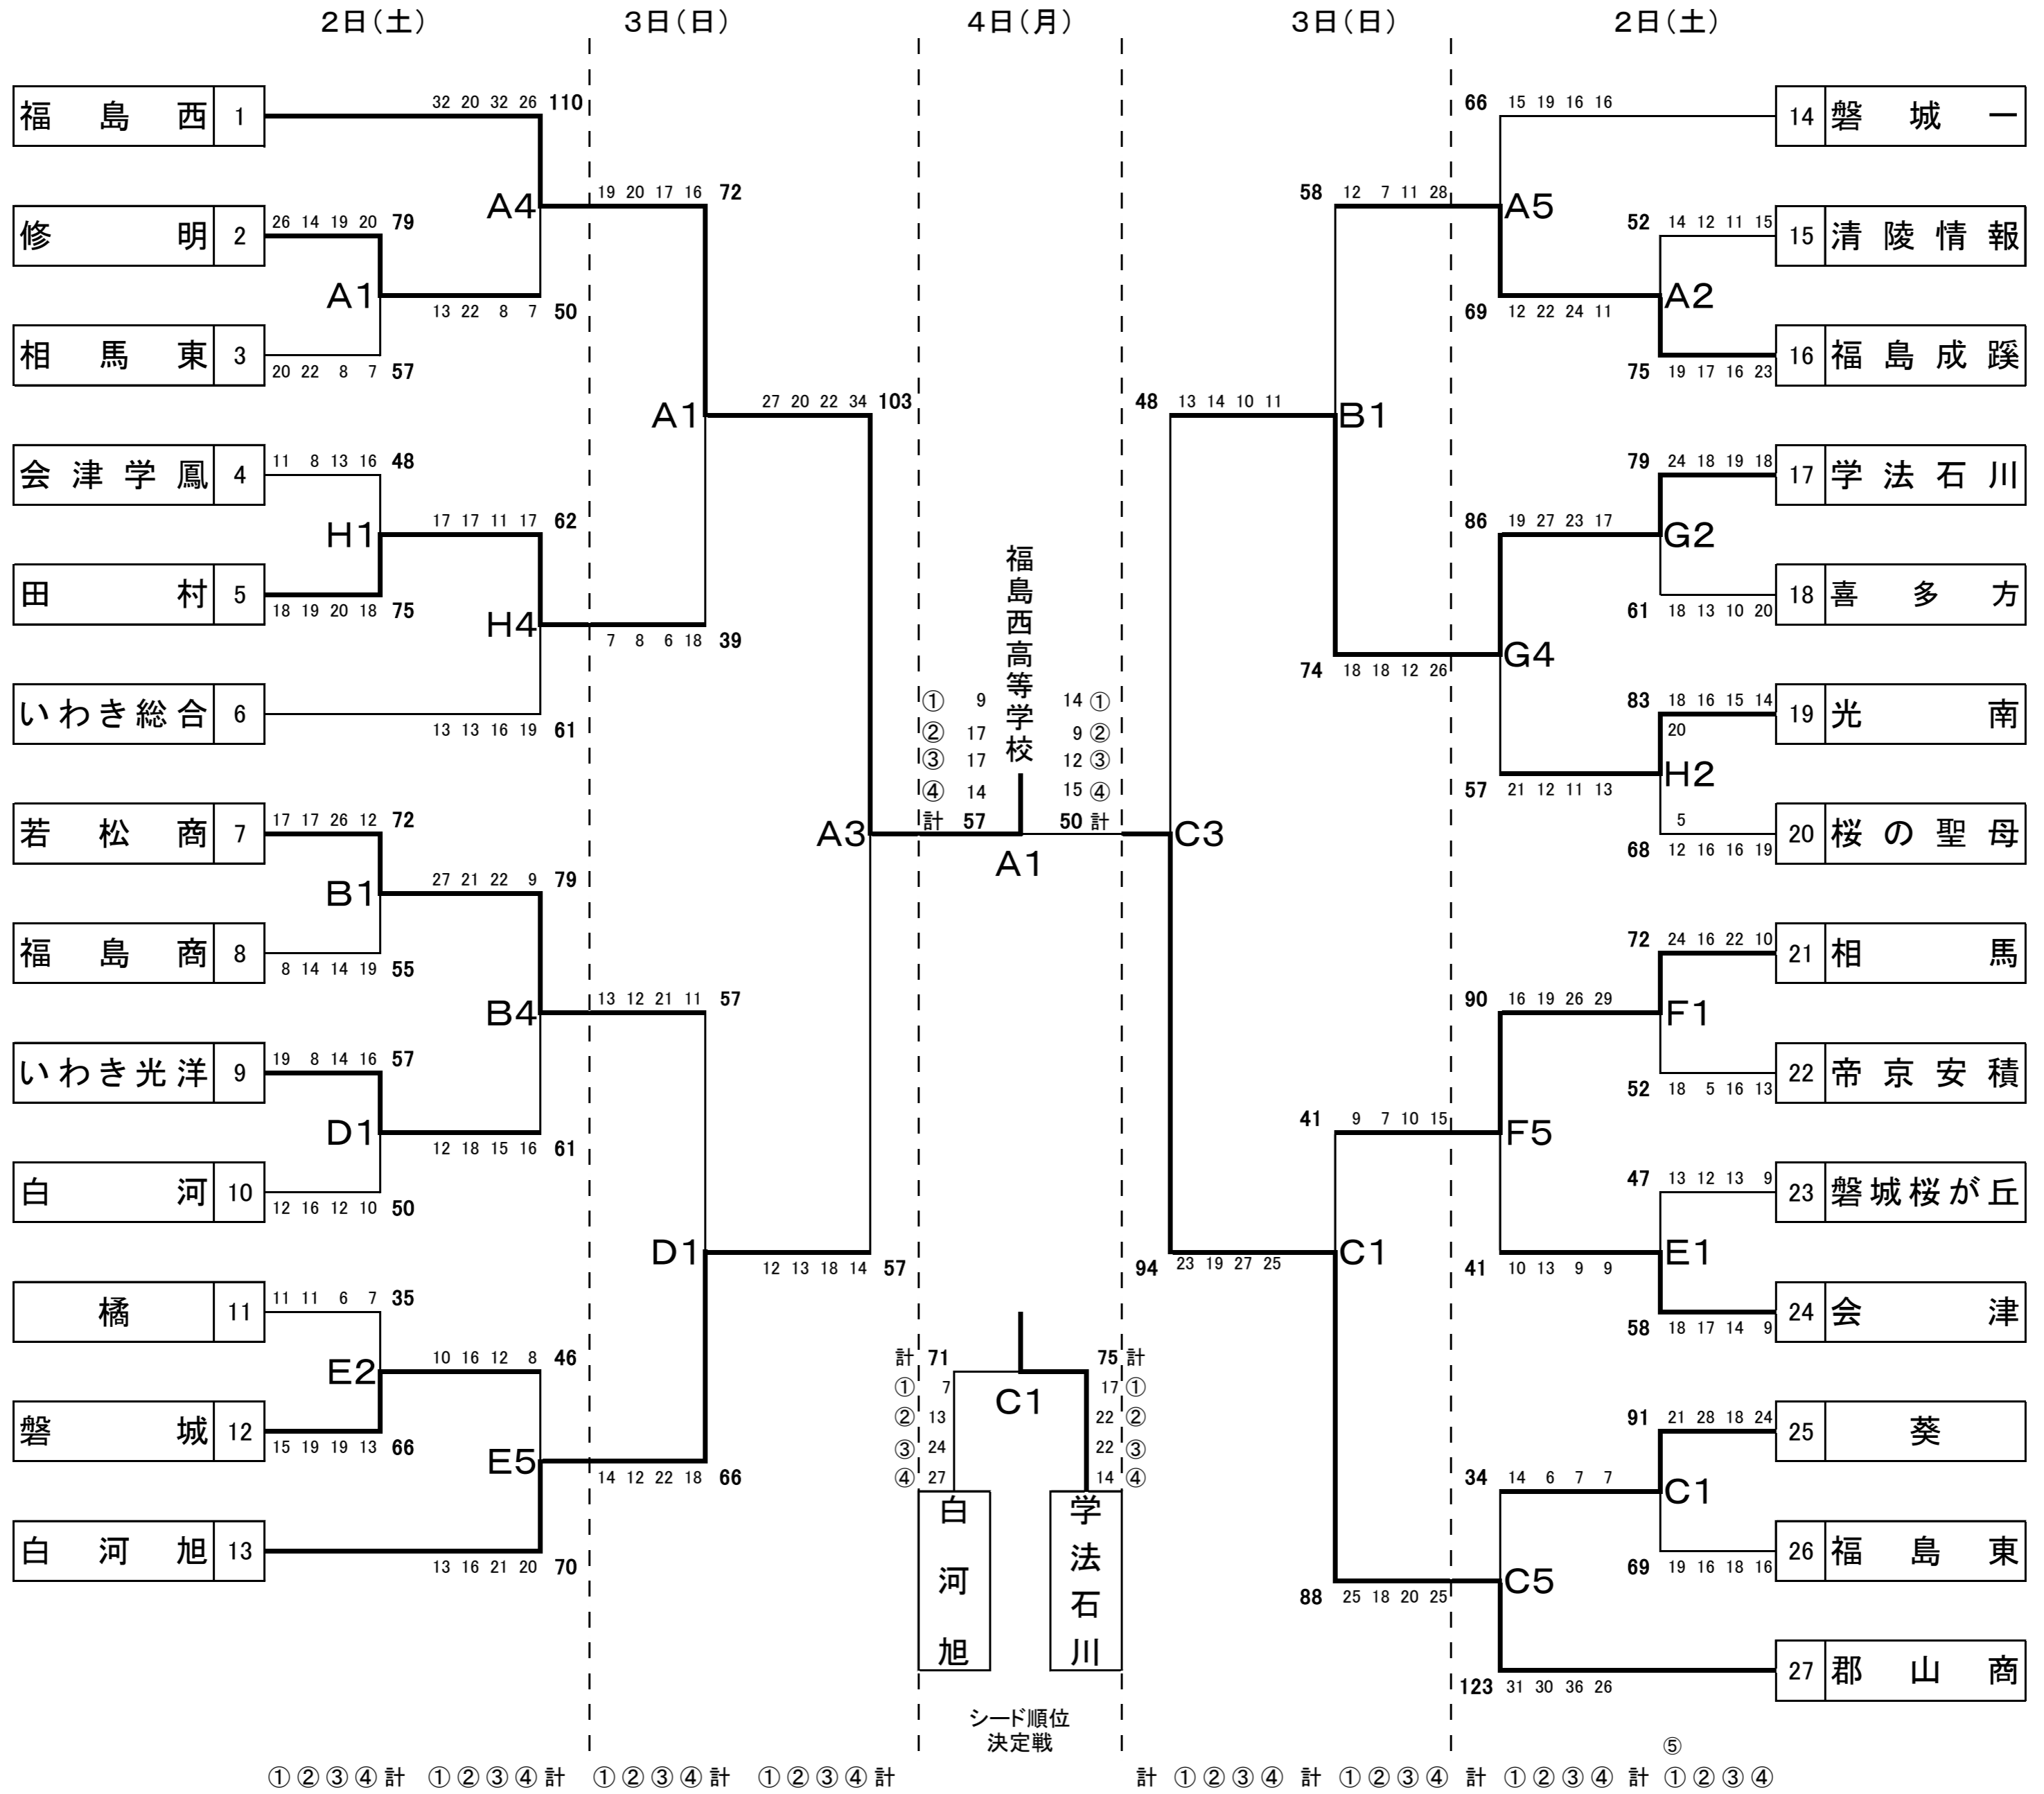 2日(土) 3日(日) 4日(月) 3日(日) 2日(土)
福島西 1
32 20 32 26 110
A4
19 20 17 16 72
修明 2
26 14 19 20 79
A1
13 22 8 7 50
相馬東 3
20 22 8 7 57
A1
27 20 22 34 103
会津学鳳 4
11 8 13 16 48
H1
17 17 11 17 62
田村 5
18 19 20 18 75
H4
7 8 6 18 39
いわき総合 6
13 13 16 19 61
若松商 7
17 17 26 12 72
A3
B1
27 21 22 9 79
福島商 8
8 14 14 19 55
B4
13 12 21 11 57
いわき光洋 9
19 8 14 16 57
D1
12 18 15 16 61
白河 10
12 16 12 10 50
D1
12 13 18 14 57
橘 11
11 11 6 7 35
E2
10 16 12 8 46
磐城 12
15 19 19 13 66
E5
14 12 22 18 66
白河旭 13
13 16 21 20 70
福島西高等学校
① 9 14 ①
② 17 9 ②
③ 17 12 ③
④ 14 15 ④
計 57 50 計
A1
計 71 75 計
C1
① 7 17 ①
② 13 22 ②
③ 24 22 ③
④ 27 14 ④
白河旭
学法石川
シード順位
決定戦
66 15 19 16 16
14 磐城一
58 12 7 11 28
A5
52 14 12 11 15
15 清陵情報
69 12 22 24 11
A2
75 19 17 16 23
16 福島成蹊
48 13 14 10 11
B1
79 24 18 19 18
17 学法石川
86 19 27 23 17
G2
61 18 13 10 20
18 喜多方
74 18 18 12 26
G4
83 18 16 15 14
20
19 光南
57 21 12 11 13
H2
5
68 12 16 16 19
20 桜の聖母
C3
72 24 16 22 10
21 相馬
90 16 19 26 29
F1
52 18 5 16 13
22 帝京安積
41 9 7 10 15
F5
47 13 12 13 9
23 磐城桜が丘
94 23 19 27 25
C1
41 10 13 9 9
E1
58 18 17 14 9
24 会津
91 21 28 18 24
25 葵
34 14 6 7 7
C1
69 19 16 18 16
26 福島東
88 25 18 20 25
C5
123 31 30 36 26
27 郡山商
⑤
①②③④計 ①②③④計 ①②③④計 ①②③④計 計①②③④ 計①②③④ 計①②③④ 計①②③④